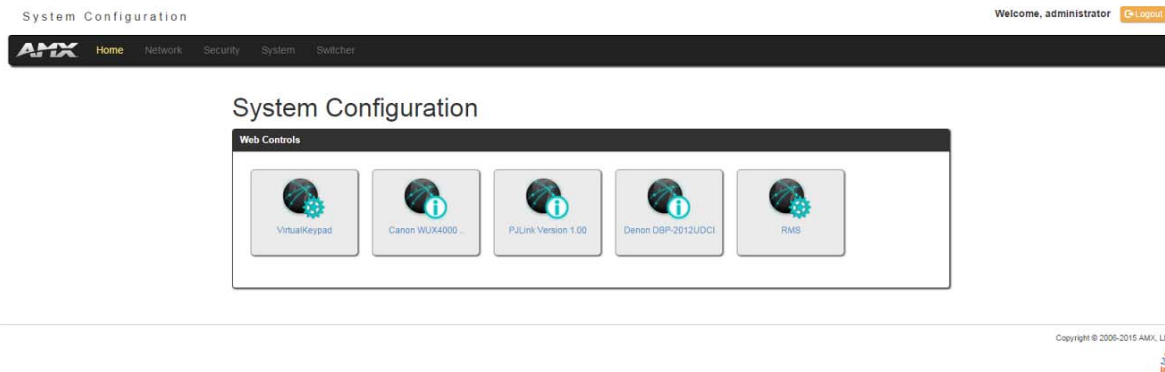 System Configuration
Welcome, administrator Logout
AMX Home Network Security System Switcher
System Configuration
Web Controls
VirtualKeypad Canon WUX4000 .. PJLink Version 1.00 Denon DBP-2012UDCI RMS
Copyright © 2006-2015 AMX,